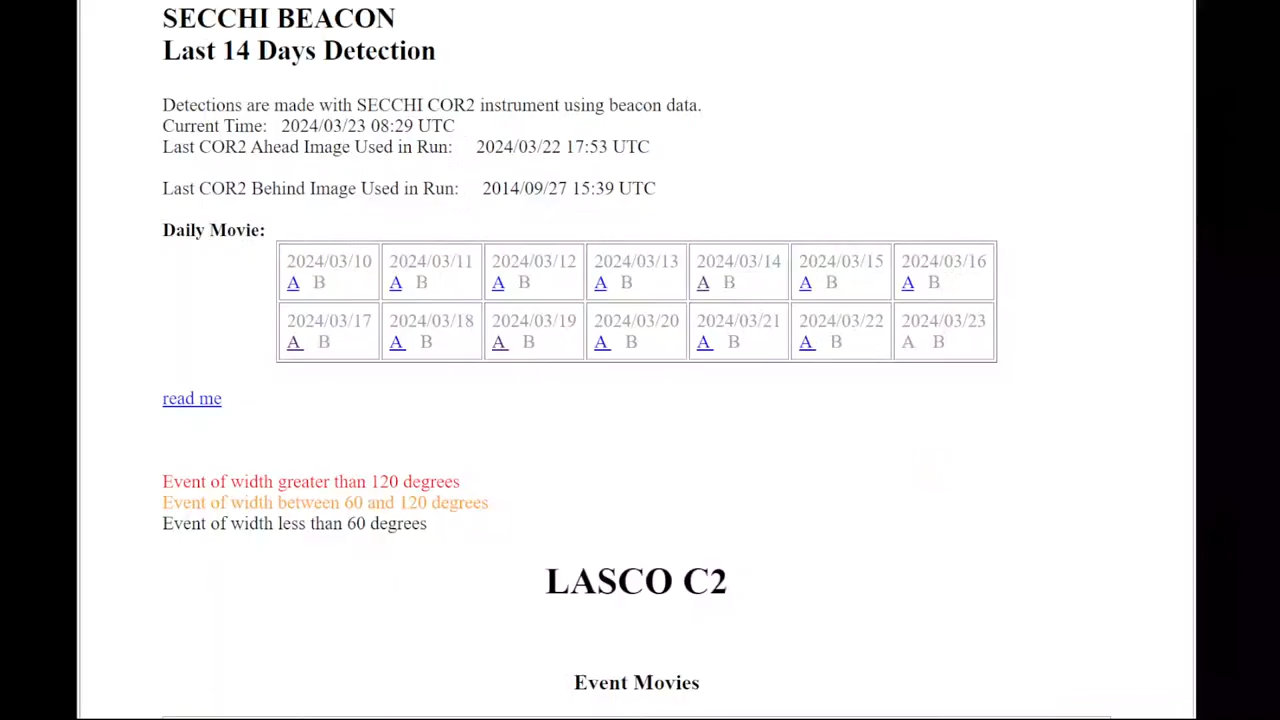 SECCHI BEACON
Last 14 Days Detection
Detections are made with SECCHI COR2 instrument using beacon data.
Current Time: 2024/03/23 08:29 UTC
Last COR2 Ahead Image Used in Run: 2024/03/22 17:53 UTC
Last COR2 Behind Image Used in Run: 2014/09/27 15:39 UTC
Daily Movie:
2024/03/10 2024/03/11 2024/03/12 2024/03/13 2024/03/14 2024/03/15 2024/03/16
A B A B A B A B A B A B A B
2024/03/17 2024/03/18 2024/03/19 2024/03/20 2024/03/21 2024/03/22 2024/03/23
A B A B A B A B A B A B A B
read me
Event of width greater than 120 degrees
Event of width between 60 and 120 degrees
Event of width less than 60 degrees
LASCO C2
Event Movies